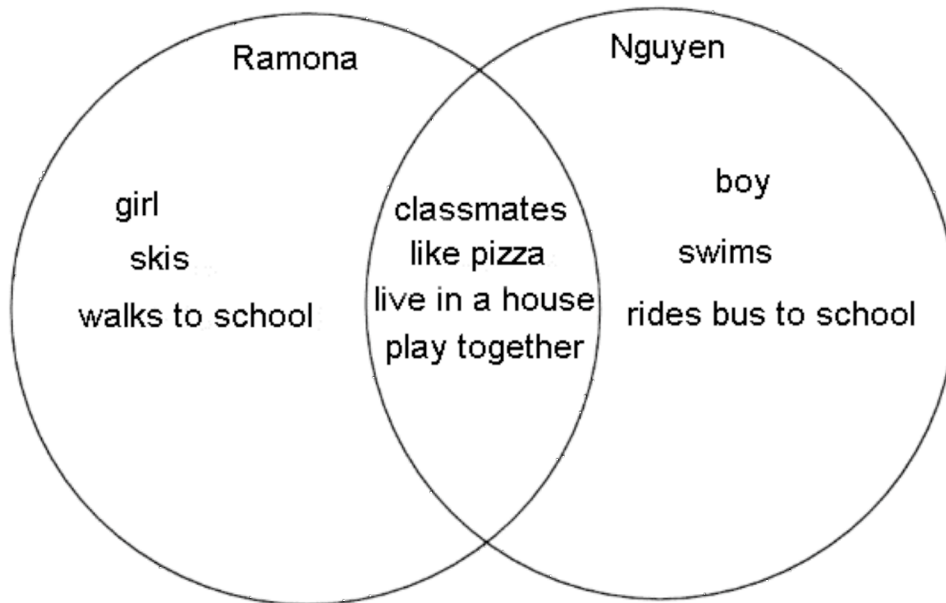 Ramona
Nguyen
girl
skis
walks to school
classmates
like pizza
live in a house
play together
boy
swims
rides bus to school